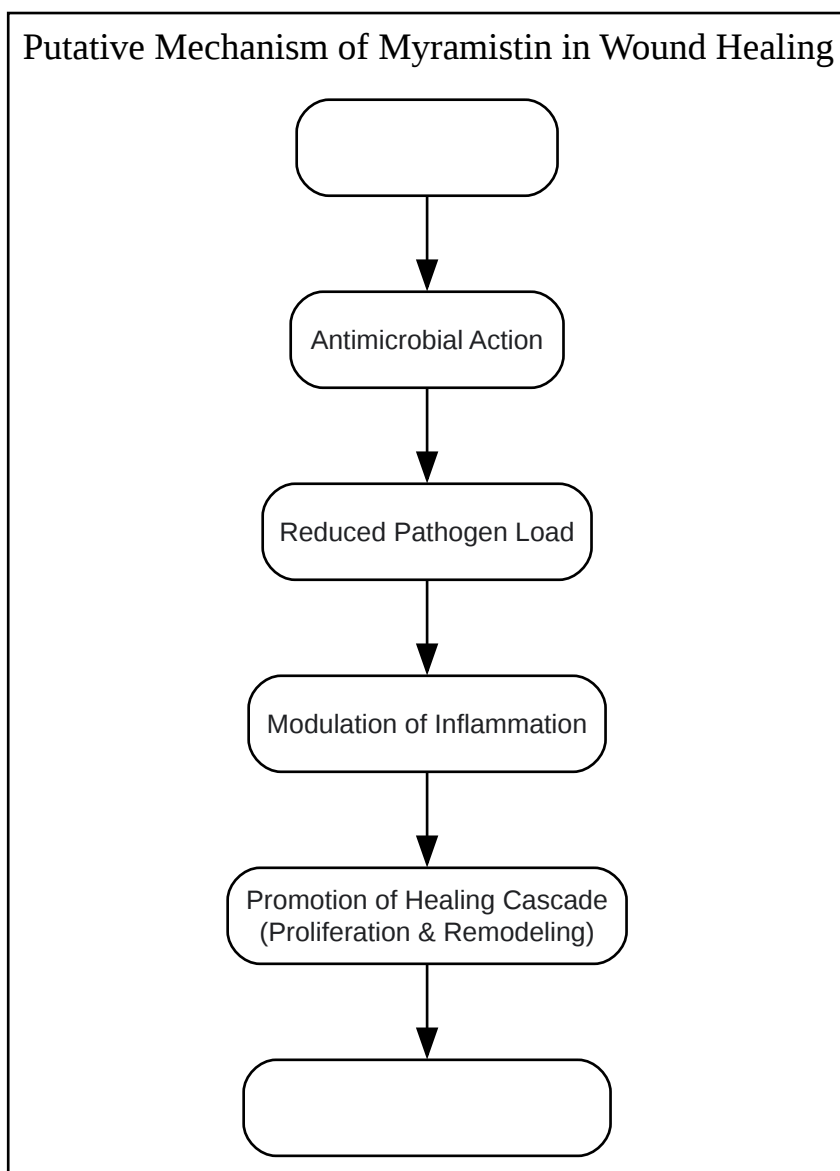 Putative Mechanism of Myramistin in Wound Healing
Antimicrobial Action
Reduced Pathogen Load
Modulation of Inflammation
Promotion of Healing Cascade
(Proliferation & Remodeling)